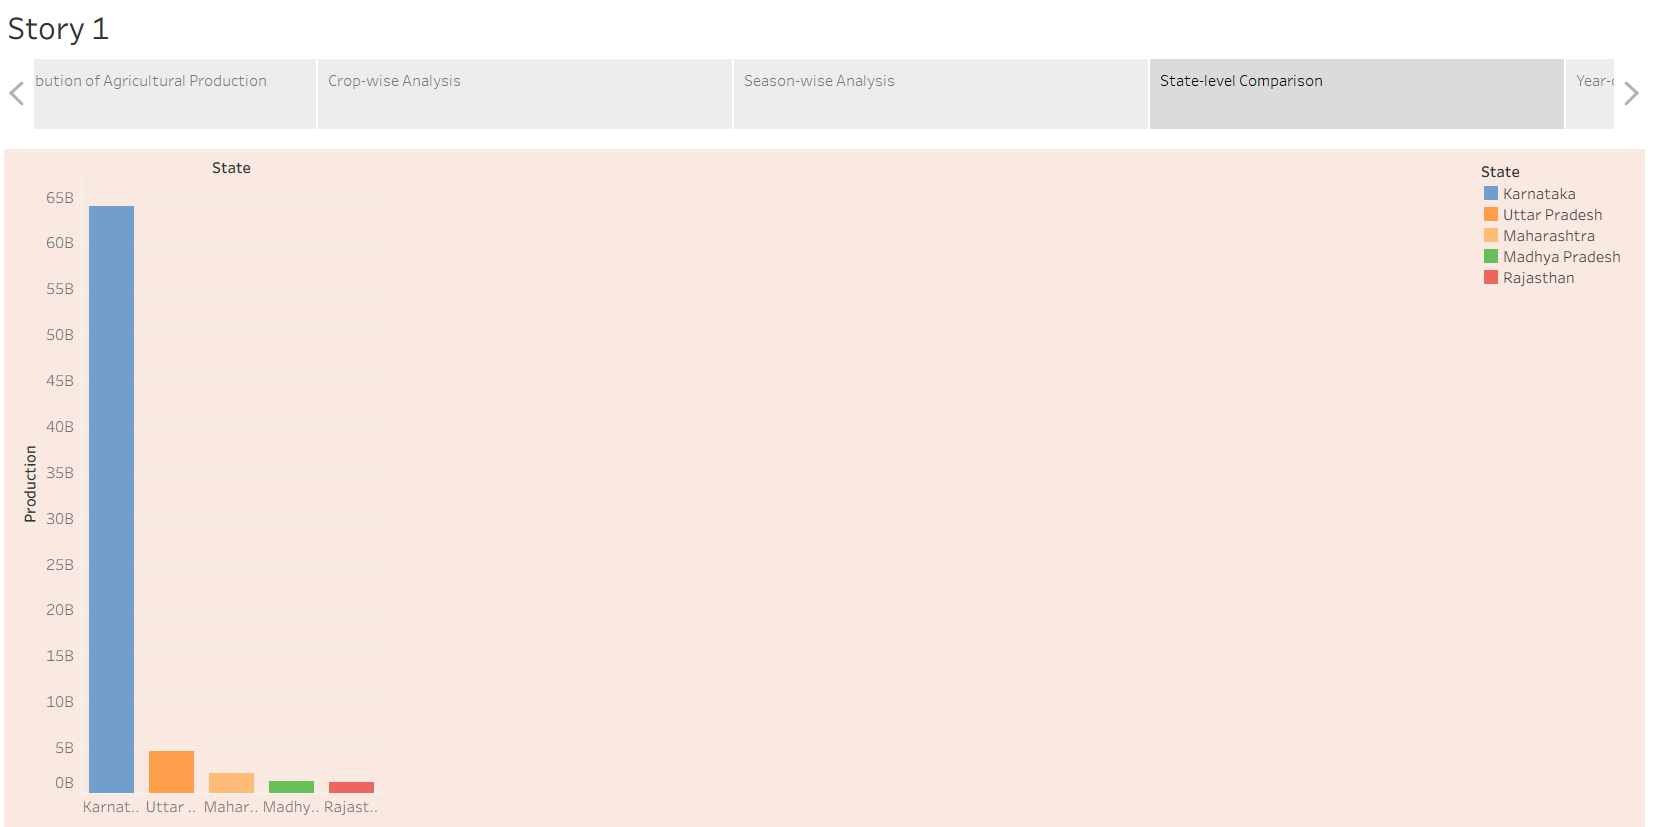 Story 1
bution of Agricultural Production
Crop-wise Analysis
Season-wise Analysis
State-level Comparison
Year-
State
65B
60B
55B
50B
45B
40B
35B
30B
25B
20B
15B
10B
5B
0B
Production
Karnat..
Uttar ..
Mahar..
Madhy..
Rajast..
State
Karnataka
Uttar Pradesh
Maharashtra
Madhya Pradesh
Rajasthan